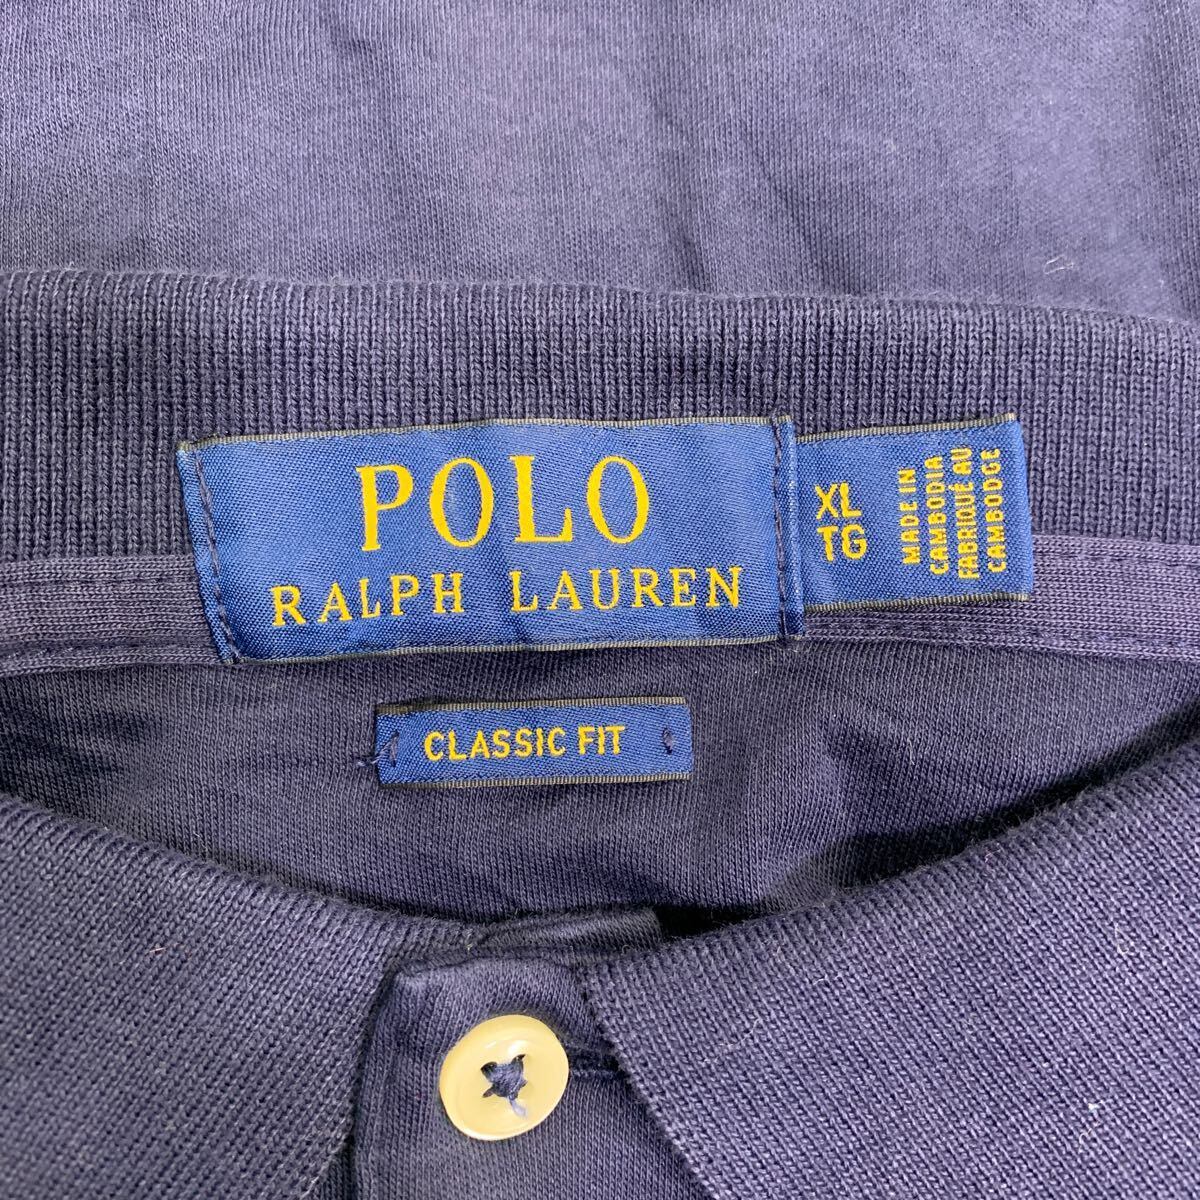 POLO
RALPH LAUREN
XL
TG
MADE IN
CAMBODIA
FABRIQUÉ AU
CAMBODGE
CLASSIC FIT